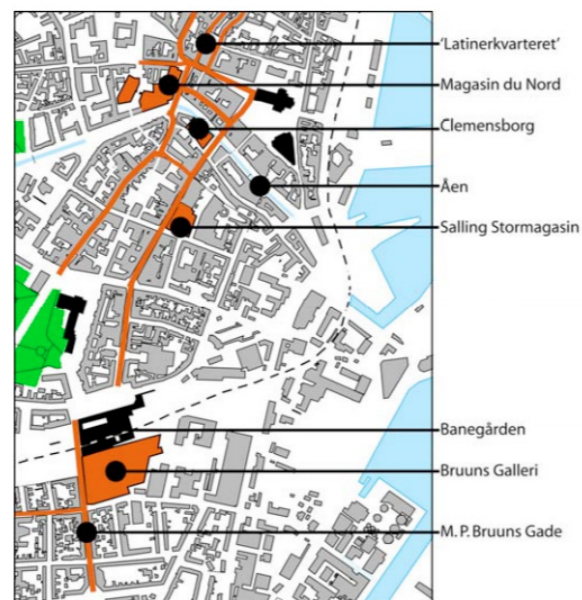 ‘Latinerkvarteret’
Magasin du Nord
Clemensborg
Åen
Salling Stormagasin
Banegården
Bruuns Galleri
M. P. Bruuns Gade